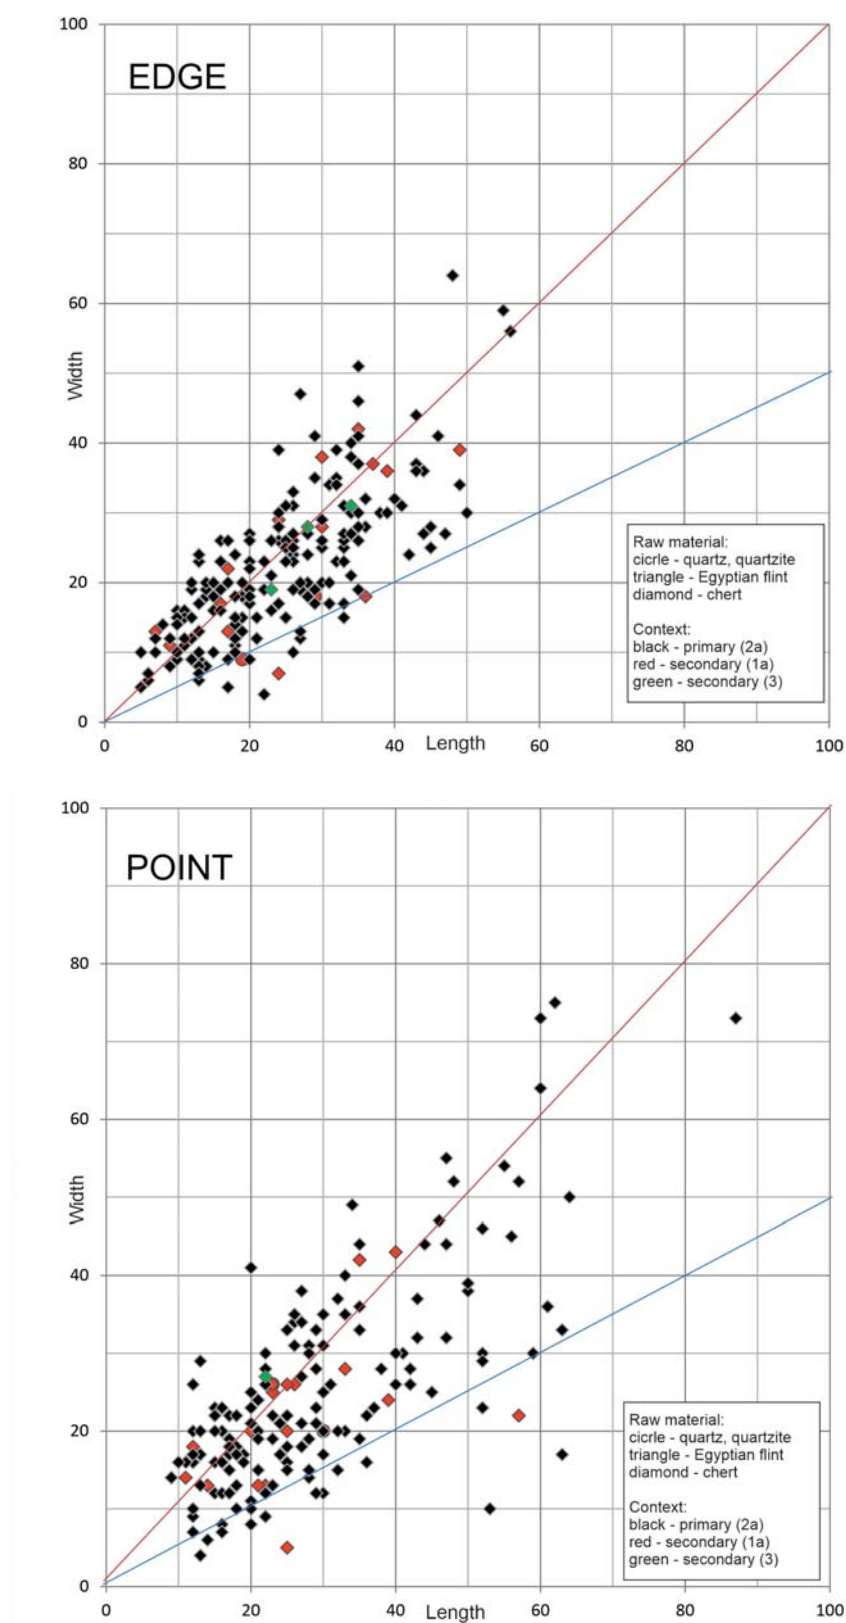 100
EDGE
80
60
Width
40
Raw material:
cicrle - quartz, quartzite
triangle - Egyptian flint
diamond - chert
Context:
black - primary (2a)
red - secondary (1a)
green - secondary (3)
20
0
0 20 40 Length 60 80 100
100
POINT
80
60
Width
40
20
Raw material:
cicrle - quartz, quartzite
triangle - Egyptian flint
diamond - chert
Context:
black - primary (2a)
red - secondary (1a)
green - secondary (3)
0
0 20 40 Length 60 80 100